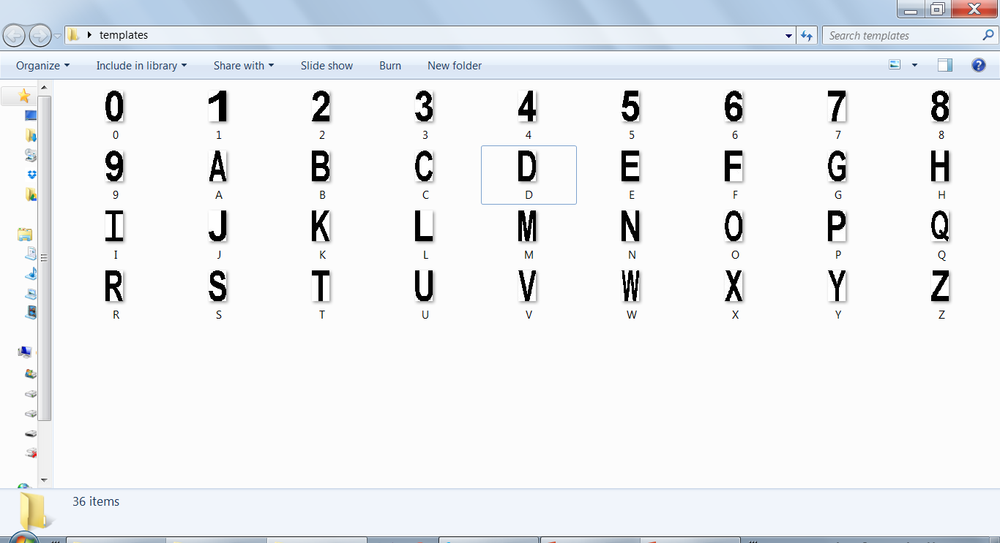 templates
Search templates
Organize Include in library Share with Slide show Burn New folder
0 1 2 3 4 5 6 7 8
0 1 2 3 4 5 6 7 8
9 A B C D E F G H
9 A B C D E F G H
I J K L M N O P Q
I J K L M N O P Q
R S T U V W X Y Z
R S T U V W X Y Z
36 items